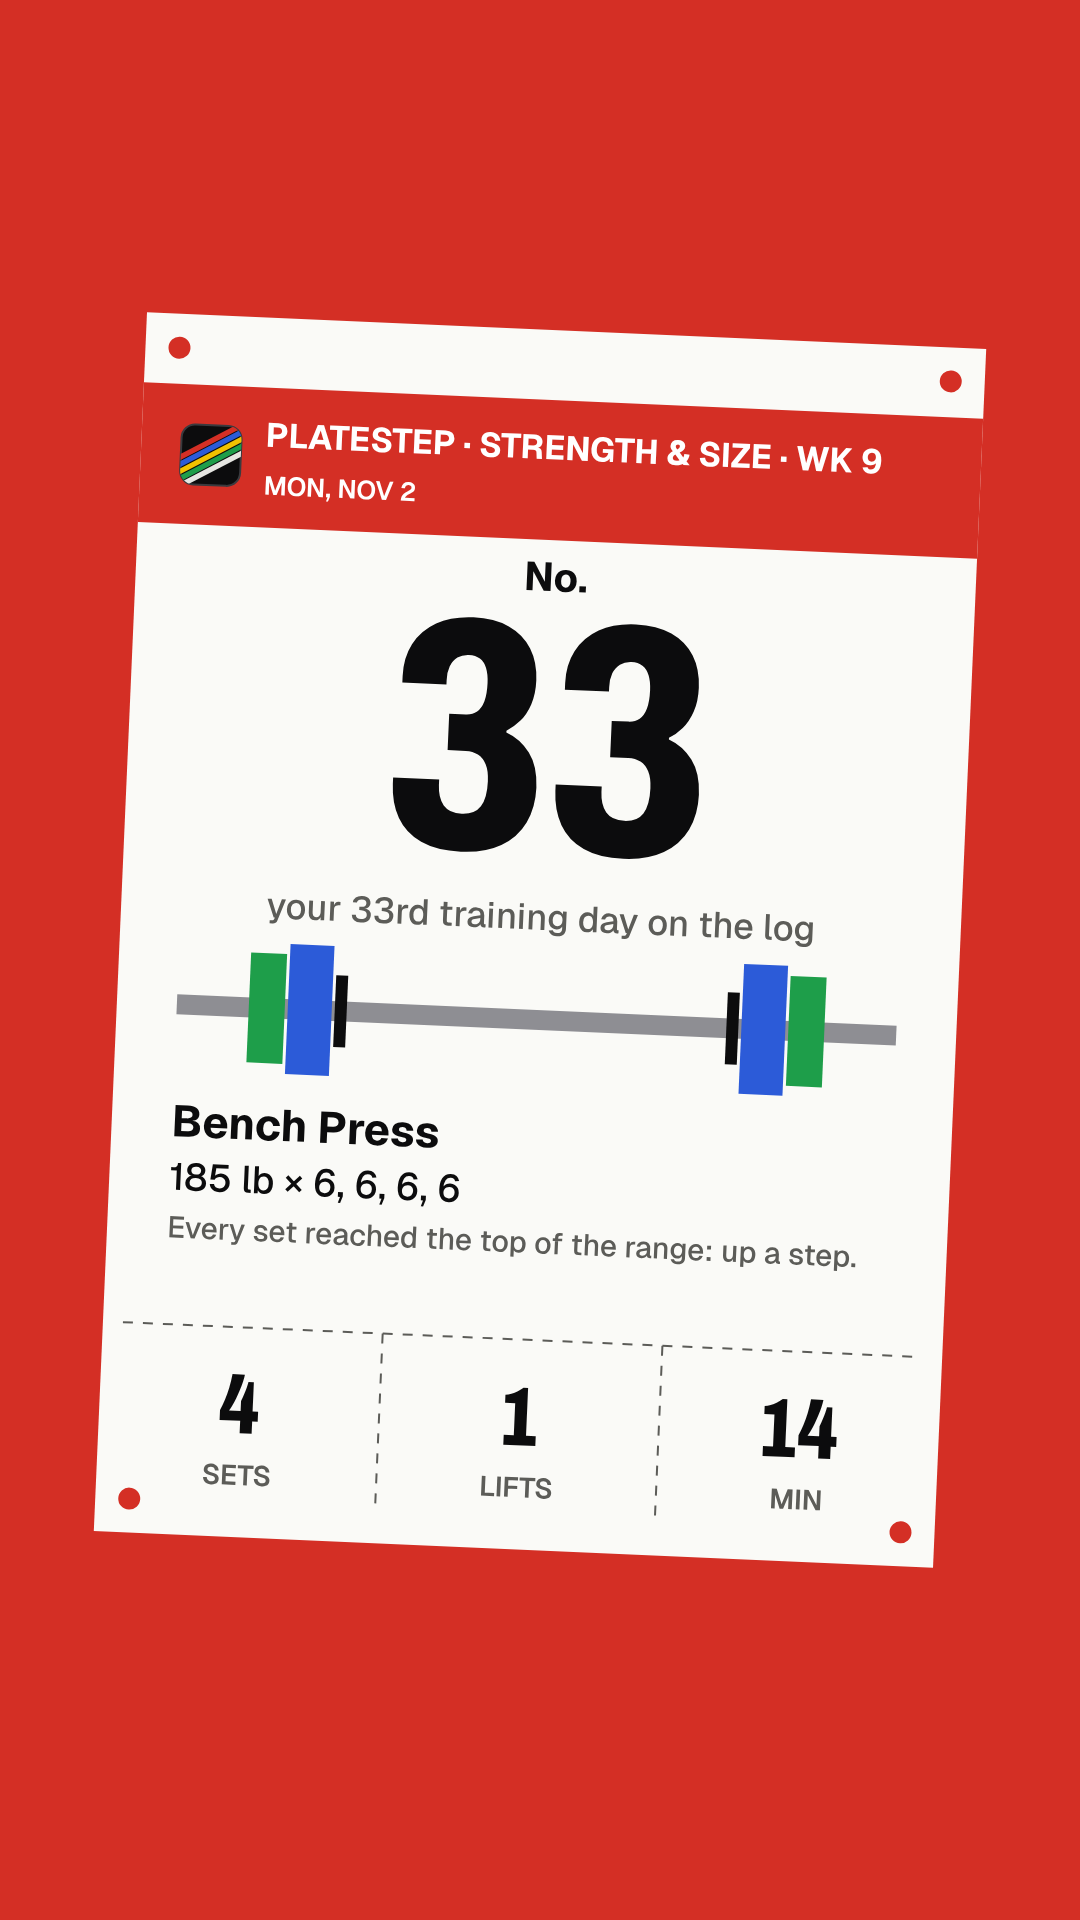 PLATESTEP · STRENGTH & SIZE · WK 9
MON, NOV 2
No.
33
your 33rd training day on the log
Bench Press
185 lb × 6, 6, 6, 6
Every set reached the top of the range: up a step.
4
SETS
1
LIFTS
14
MIN